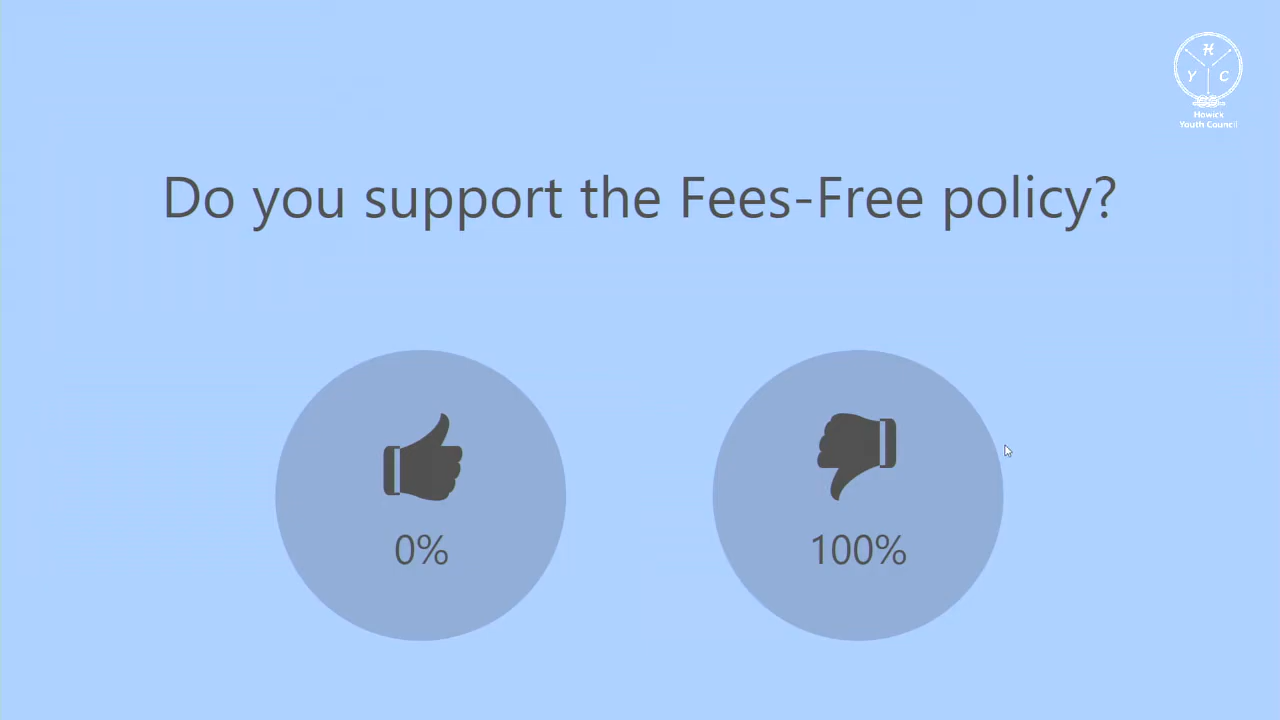 H
Y C
Howick
Youth Council
Do you support the Fees-Free policy?
0%
100%